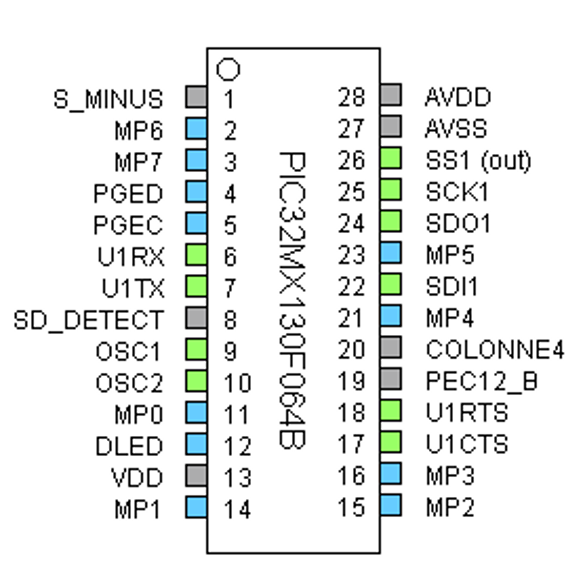 S_MINUS 1 28 AVDD
MP6 2 27 AVSS
MP7 3 26 SS1 (out)
PGED 4 25 SCK1
PGEC 5 24 SDO1
U1RX 6 23 MP5
U1TX 7 22 SDI1
SD_DETECT 8 21 MP4
OSC1 9 20 COLONNE4
OSC2 10 19 PEC12_B
MP0 11 18 U1RTS
DLED 12 17 U1CTS
VDD 13 16 MP3
MP1 14 15 MP2
PIC32MX130F064B